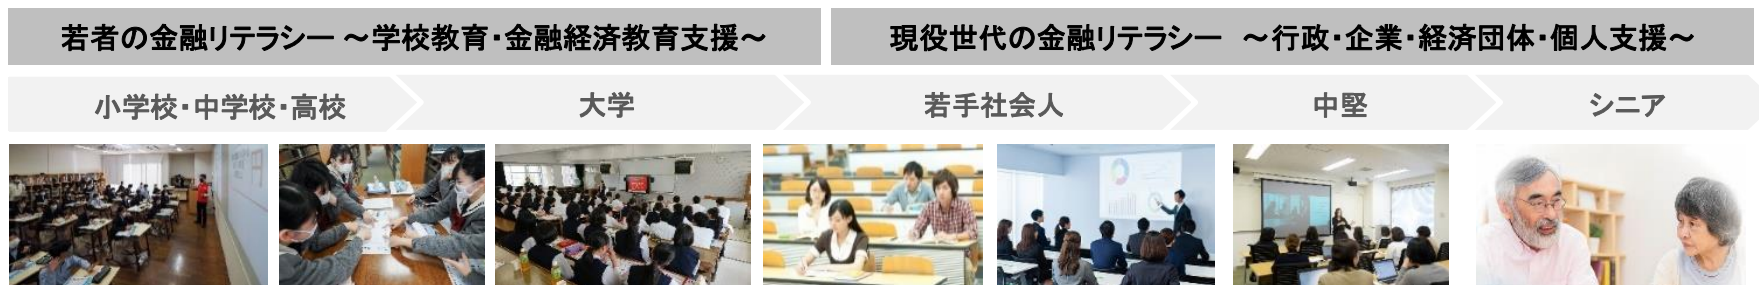 若者の金融リテラシー ～学校教育・金融経済教育支援～
現役世代の金融リテラシー ～行政・企業・経済団体・個人支援～
小学校・中学校・高校
大学
若手社会人
中堅
シニア